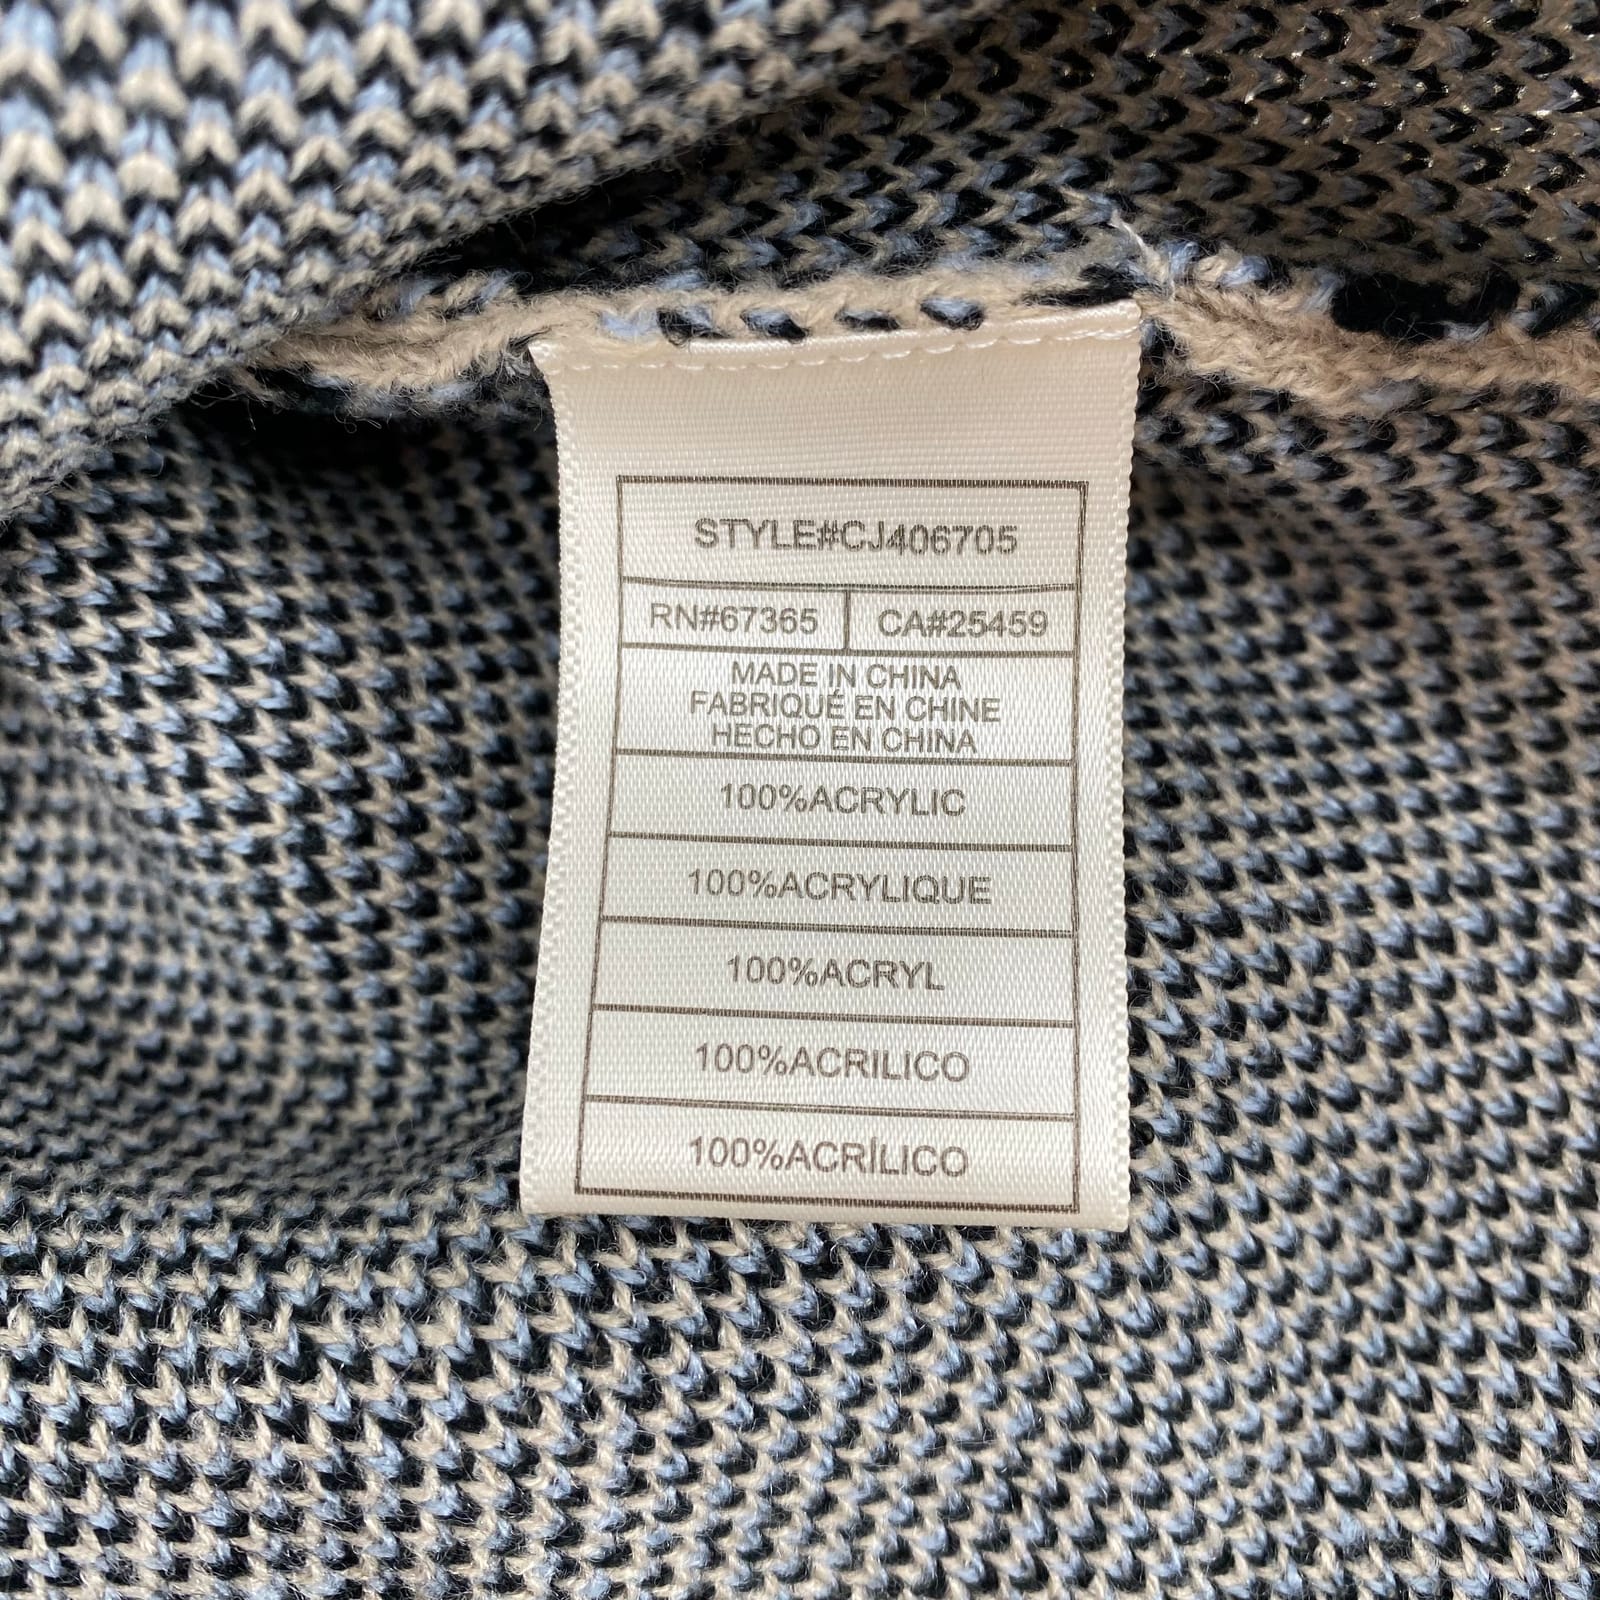 STYLE#CJ406705
RN#67365 CA#25459
MADE IN CHINA
FABRIQUÉ EN CHINE
HECHO EN CHINA
100%ACRYLIC
100%ACRYLIQUE
100%ACRYL
100%ACRILICO
100%ACRÍLICO